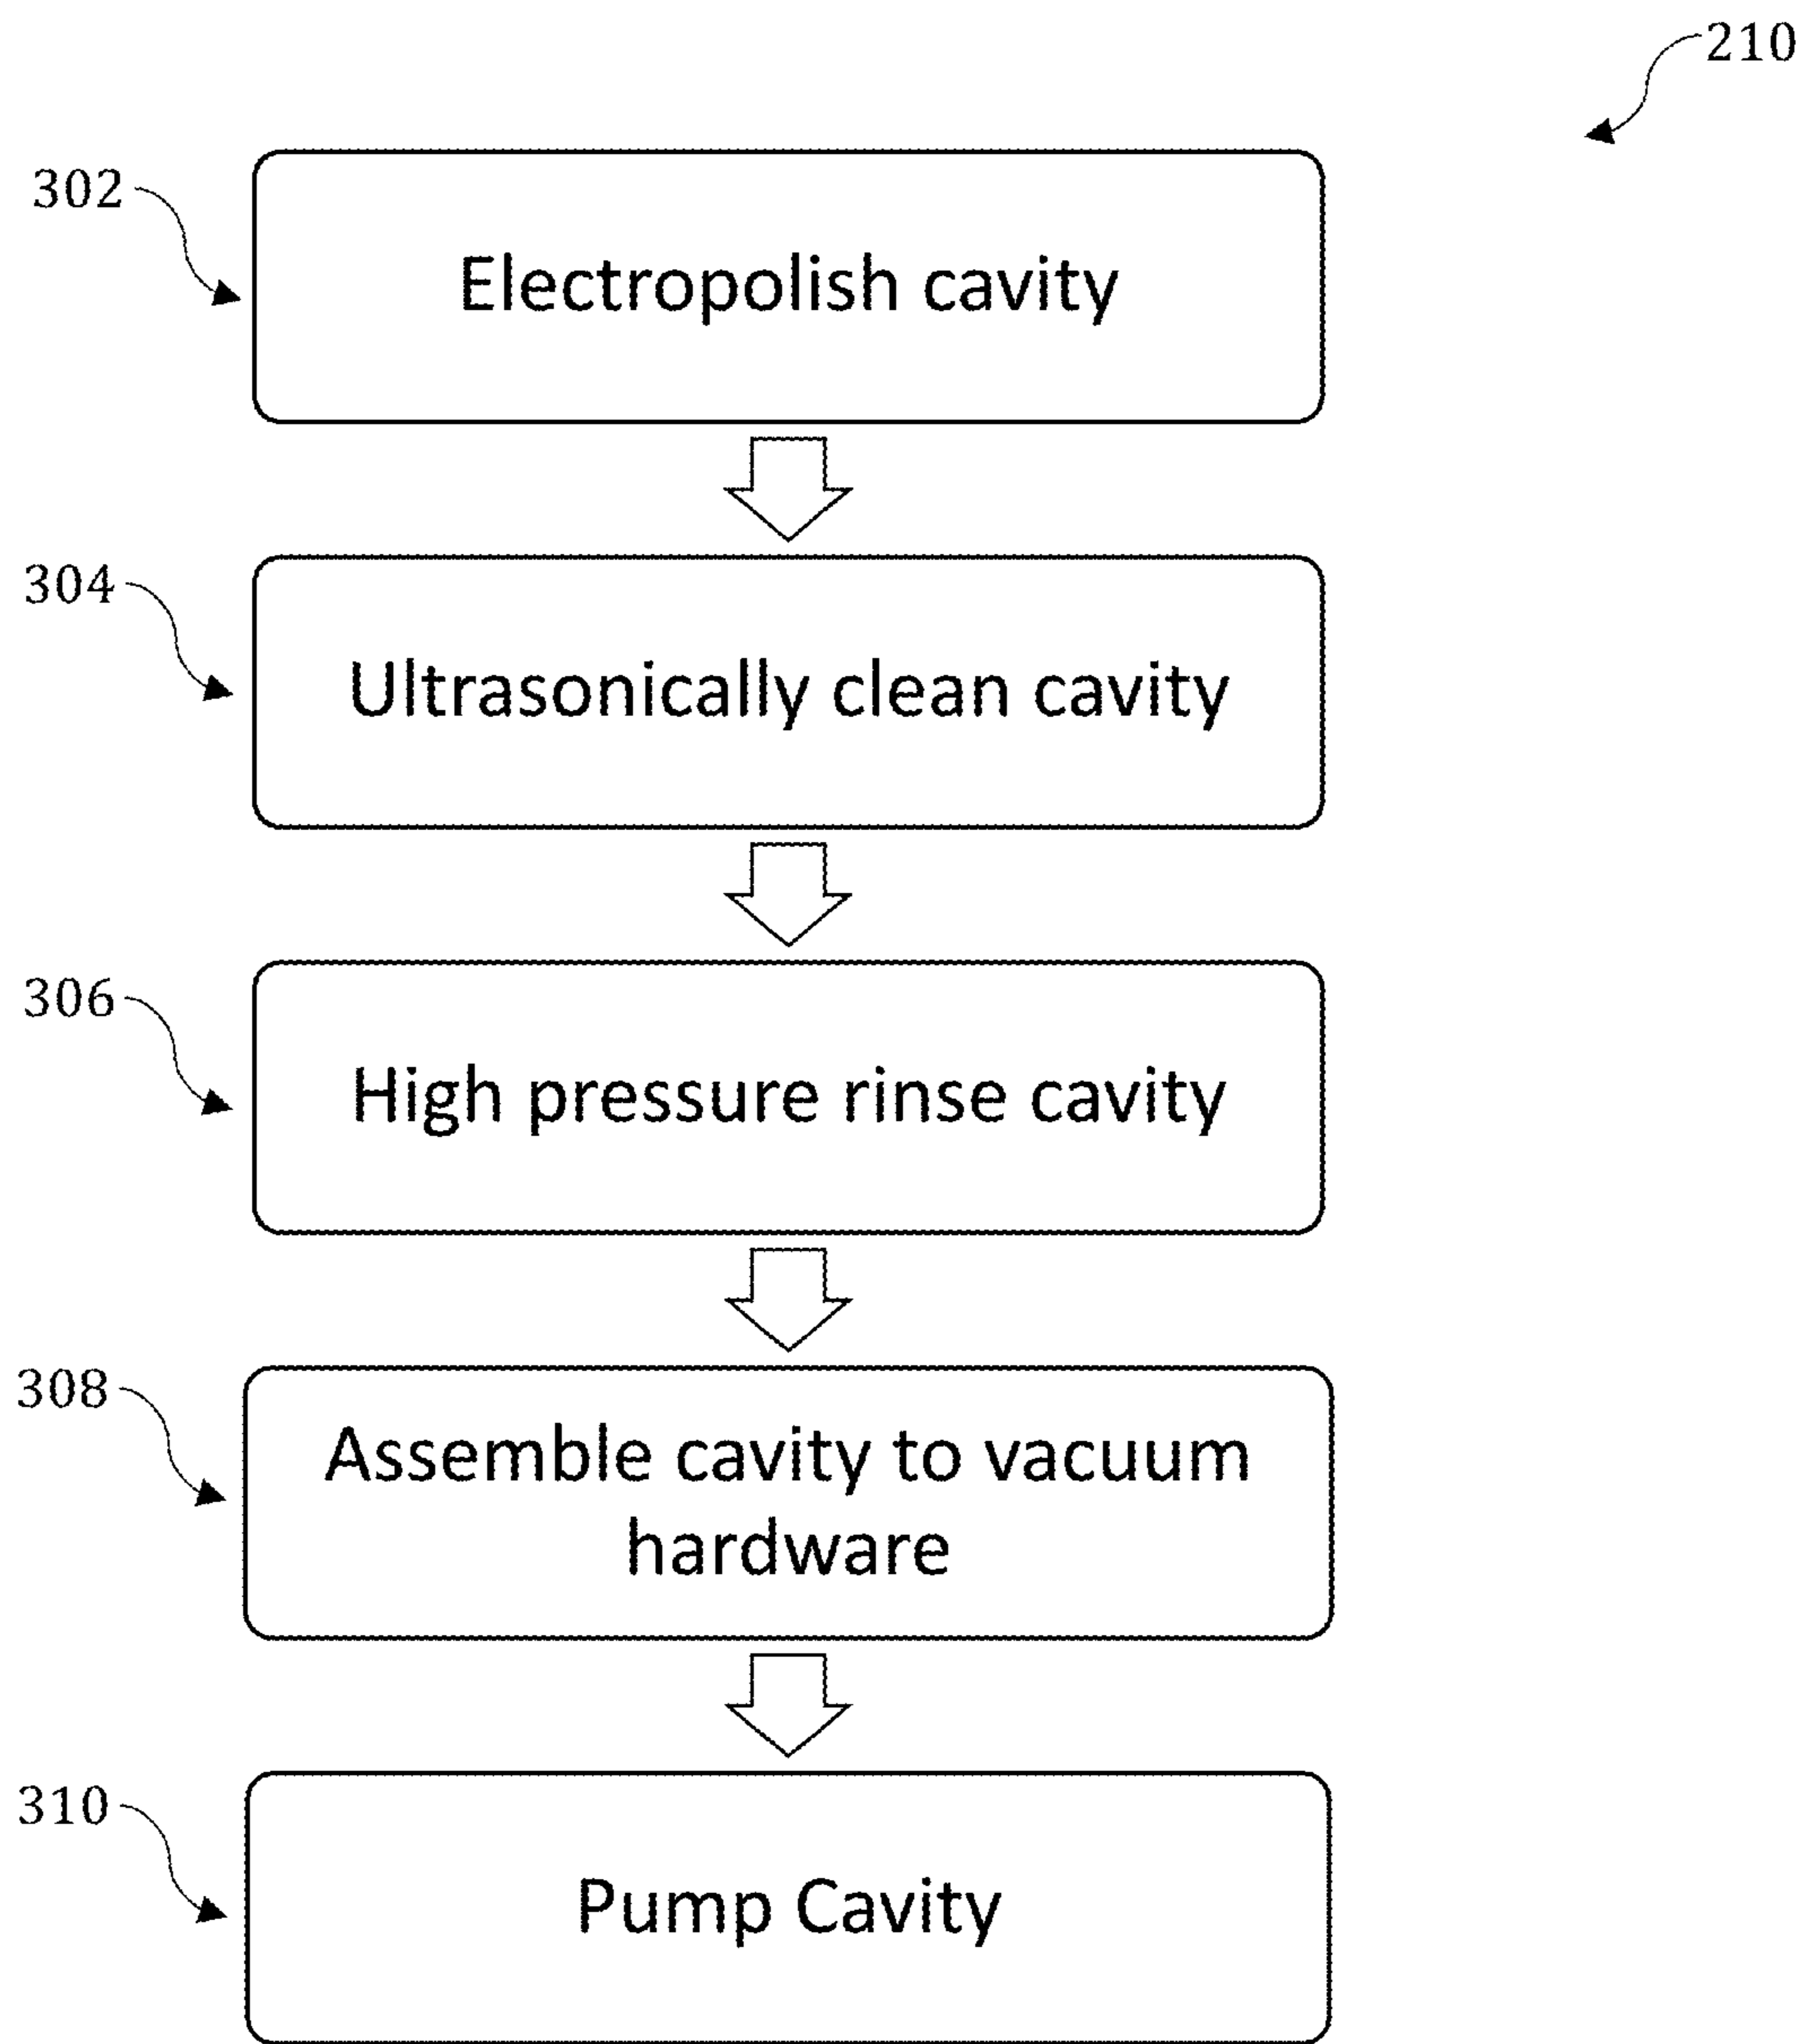 210
302
Electropolish cavity
304
Ultrasonically clean cavity
306
High pressure rinse cavity
308
Assemble cavity to vacuum
hardware
310
Pump Cavity